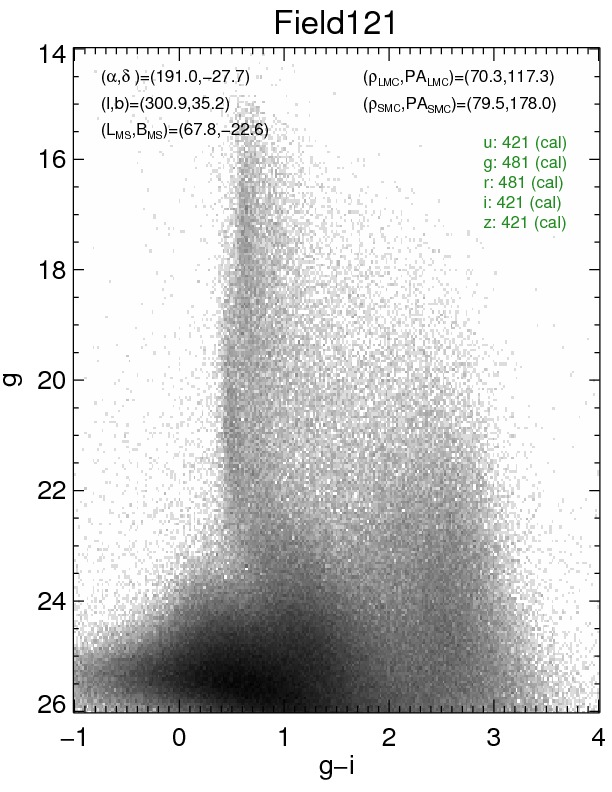 Field121
(α,δ )=(191.0,−27.7)
(ρLMC,PALMC)=(70.3,117.3)
(l,b)=(300.9,35.2)
(ρSMC,PASMC)=(79.5,178.0)
(LMS,BMS)=(67.8,−22.6)
u: 421 (cal)
g: 481 (cal)
r: 481 (cal)
i: 421 (cal)
z: 421 (cal)
g
14
16
18
20
22
24
26
−1 0 1 2 3 4
g−i